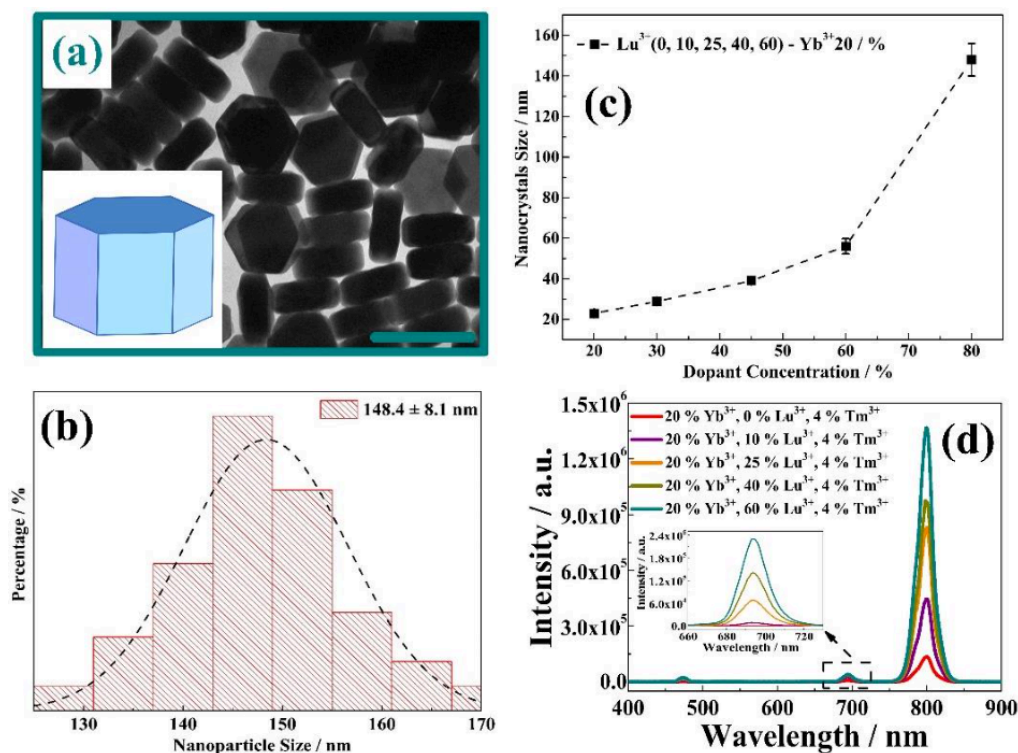 (a)
Lu³⁺(0, 10, 25, 40, 60) - Yb³⁺20 / %
(c)
Nanocrystals Size / nm
160
140
120
100
80
60
40
20
20 30 40 50 60 70 80
Dopant Concentration / %
(b)
148.4 ± 8.1 nm
Percentage / %
130 140 150 160 170
Nanoparticle Size / nm
(d)
20 % Yb³⁺, 0 % Lu³⁺, 4 % Tm³⁺
20 % Yb³⁺, 10 % Lu³⁺, 4 % Tm³⁺
20 % Yb³⁺, 25 % Lu³⁺, 4 % Tm³⁺
20 % Yb³⁺, 40 % Lu³⁺, 4 % Tm³⁺
20 % Yb³⁺, 60 % Lu³⁺, 4 % Tm³⁺
Intensity / a.u.
1.5x10⁶
1.2x10⁶
9.0x10⁵
6.0x10⁵
3.0x10⁵
0.0
Intensity / a.u.
0.0
660 690 700 720
Wavelength / nm
400 500 600 700 800 900
Wavelength / nm